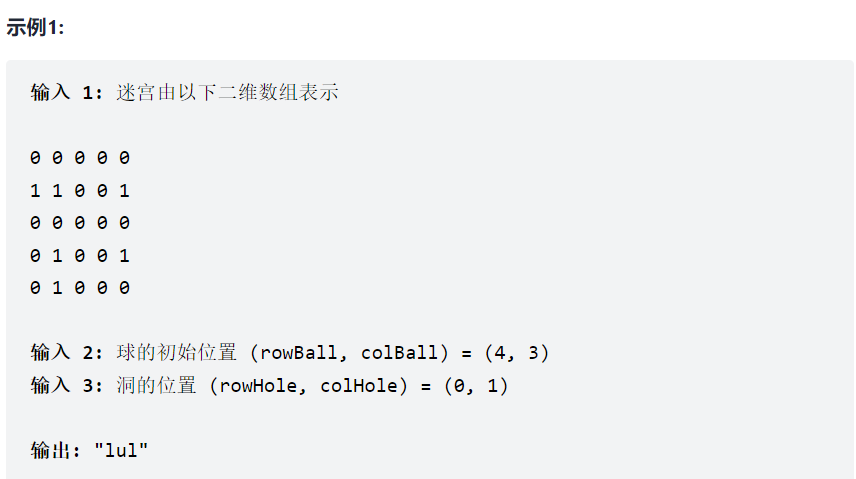 示例1:
输入 1: 迷宫由以下二维数组表示
0 0 0 0 0
1 1 0 0 1
0 0 0 0 0
0 1 0 0 1
0 1 0 0 0
输入 2: 球的初始位置 (rowBall, colBall) = (4, 3)
输入 3: 洞的位置 (rowHole, colHole) = (0, 1)
输出: "lul"